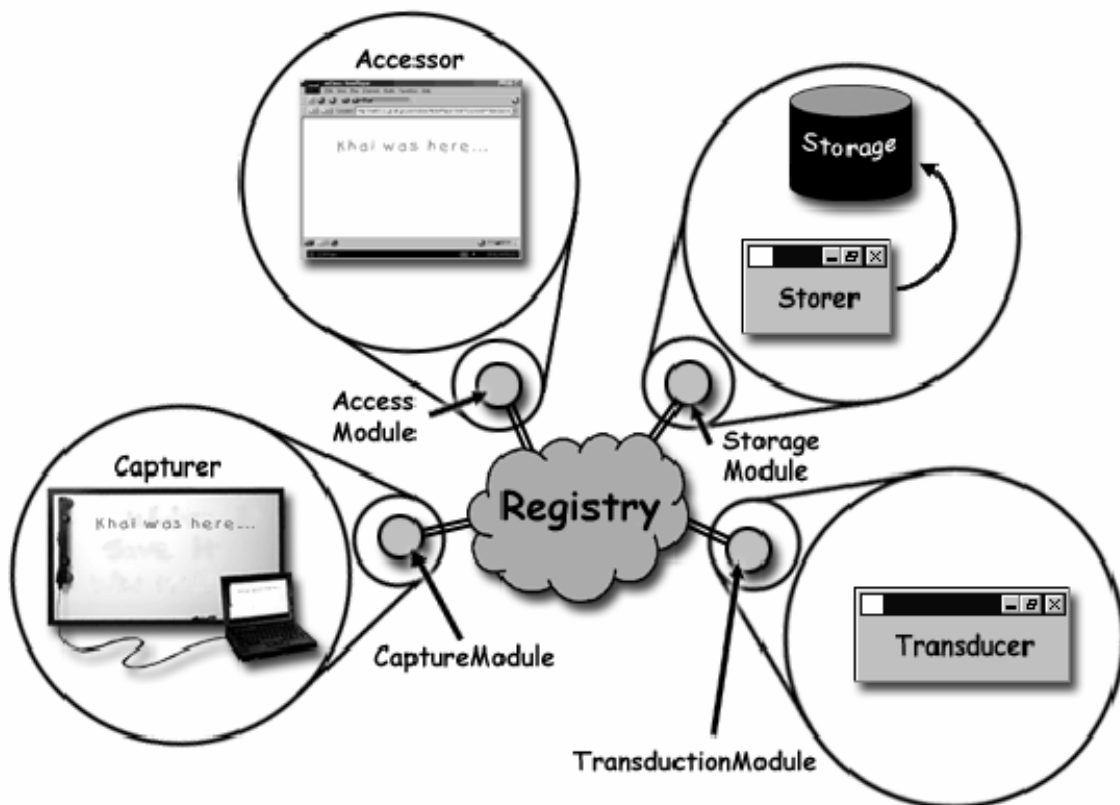 Accessor
Khai was here...
Storage
Storer
Access
Module
Storage
Module
Capturer
Khai was here...
Registry
CaptureModule
Transducer
TransductionModule